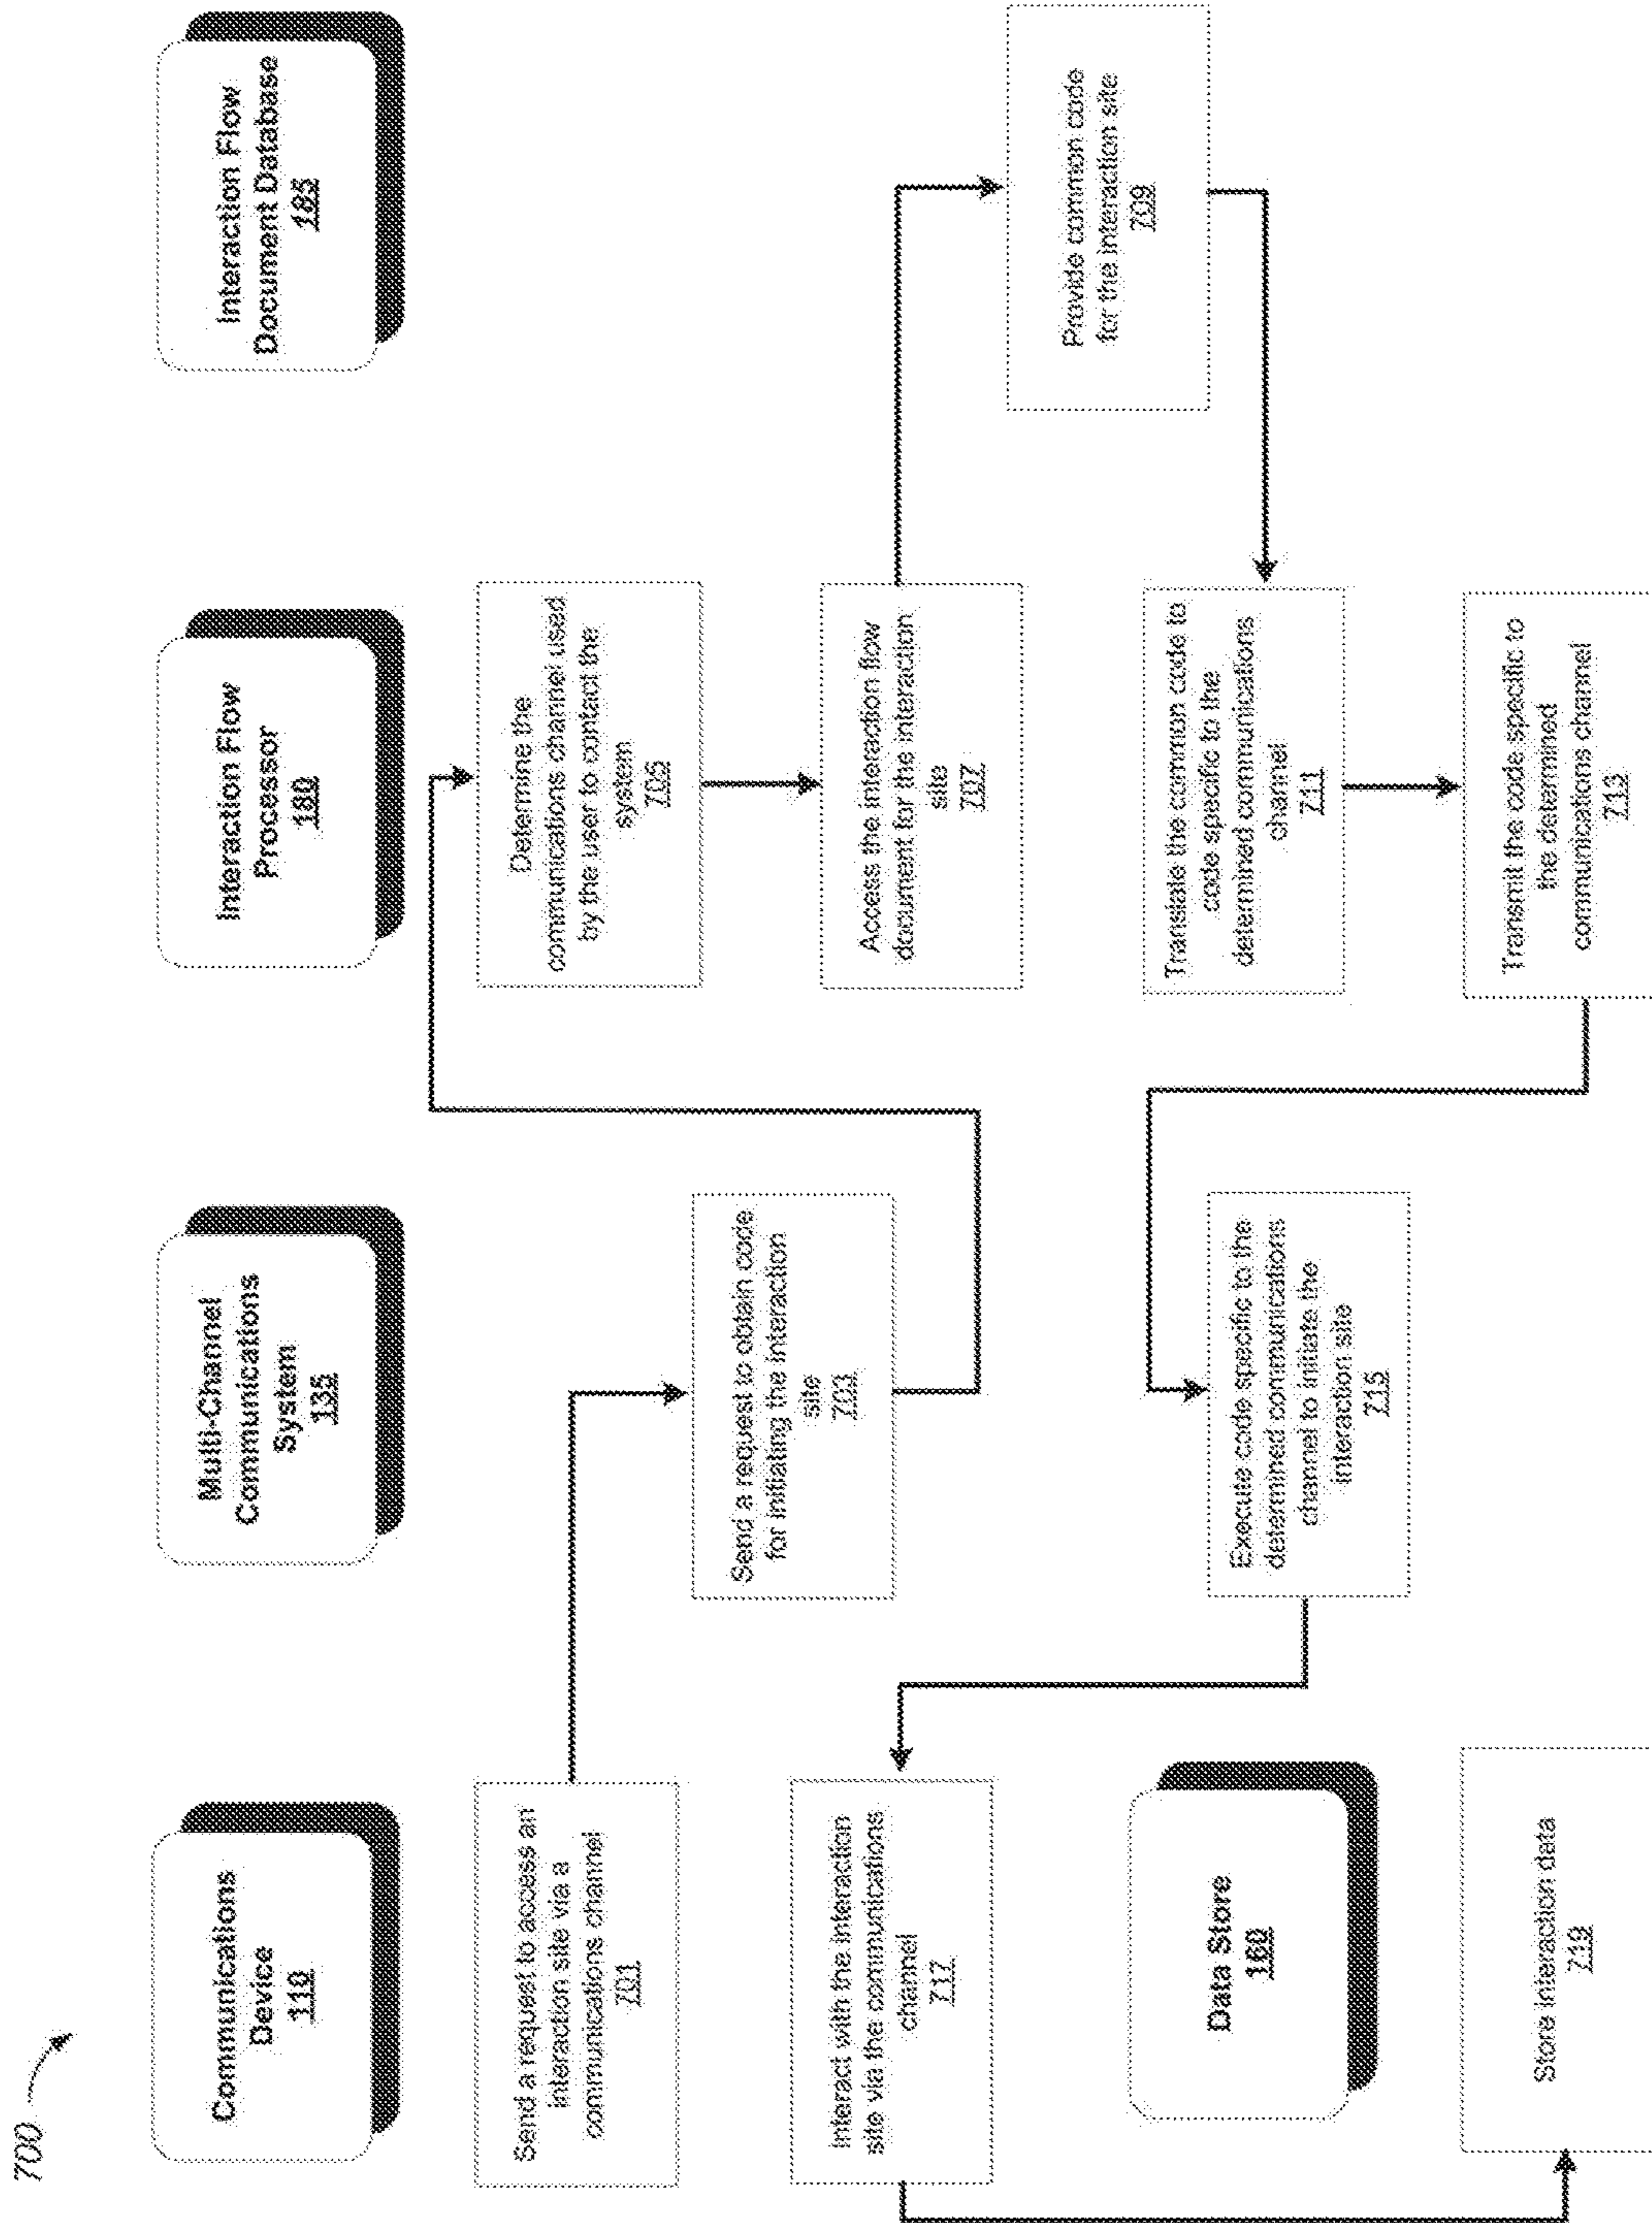 700
Communications
Device
110
Multi-Channel
Communications
System
135
Interaction Flow
Processor
180
Interaction Flow
Document Database
185
Send a request to access an
interaction site via a
communications channel
701
Send a request to obtain code
for initiating the interaction
site
703
Determine the
communications channel used
by the user to contact the
system
705
Access the interaction flow
document for the interaction
site
707
Provide common code
for the interaction site
709
Translate the common code to
code specific to the
determined communications
channel
711
Transmit the code specific to
the determined
communications channel
713
Execute code specific to the
determined communications
channel to initiate the
interaction site
715
Interact with the interaction
site via the communications
channel
717
Data Store
160
Store interaction data
719